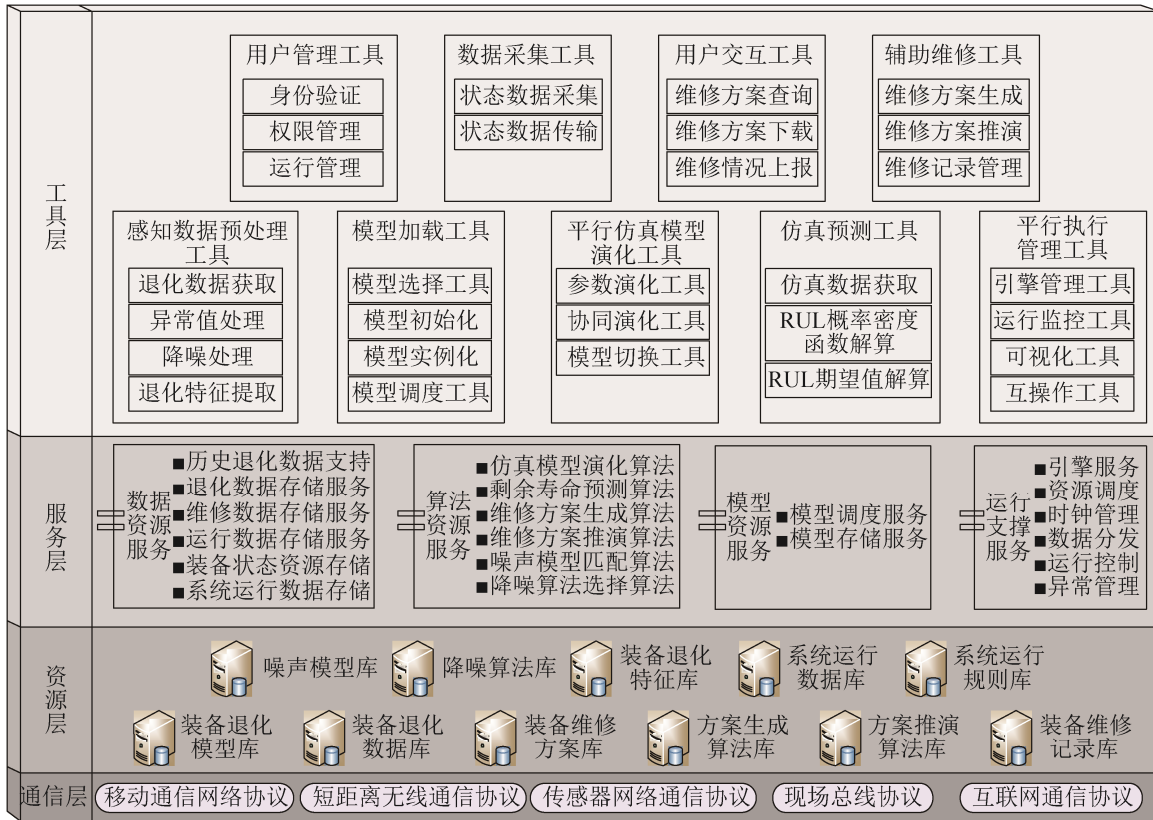 工具层
用户管理工具
身份验证
权限管理
运行管理
数据采集工具
状态数据采集
状态数据传输
用户交互工具
维修方案查询
维修方案下载
维修情况上报
辅助维修工具
维修方案生成
维修方案推演
维修记录管理
感知数据预处理
工具
退化数据获取
异常值处理
降噪处理
退化特征提取
模型加载工具
模型选择工具
模型初始化
模型实例化
模型调度工具
平行仿真模型
演化工具
参数演化工具
协同演化工具
模型切换工具
仿真预测工具
仿真数据获取
RUL概率密度
函数解算
RUL期望值解算
平行执行
管理工具
引擎管理工具
运行监控工具
可视化工具
互操作工具
服务层
数据
资源
服务
■历史退化数据支持
■退化数据存储服务
■维修数据存储服务
■运行数据存储服务
■装备状态资源存储
■系统运行数据存储
算法
资源
服务
■仿真模型演化算法
■剩余寿命预测算法
■维修方案生成算法
■维修方案推演算法
■噪声模型匹配算法
■降噪算法选择算法
模型
资源
服务
■模型调度服务
■模型存储服务
运行
支撑
服务
■引擎服务
■资源调度
■时钟管理
■数据分发
■运行控制
■异常管理
资源层
噪声模型库
降噪算法库
装备退化
特征库
系统运行
数据库
系统运行
规则库
装备退化
模型库
装备退化
数据库
装备维修
方案库
方案生成
算法库
方案推演
算法库
装备维修
记录库
通信层
移动通信网络协议
短距离无线通信协议
传感器网络通信协议
现场总线协议
互联网通信协议